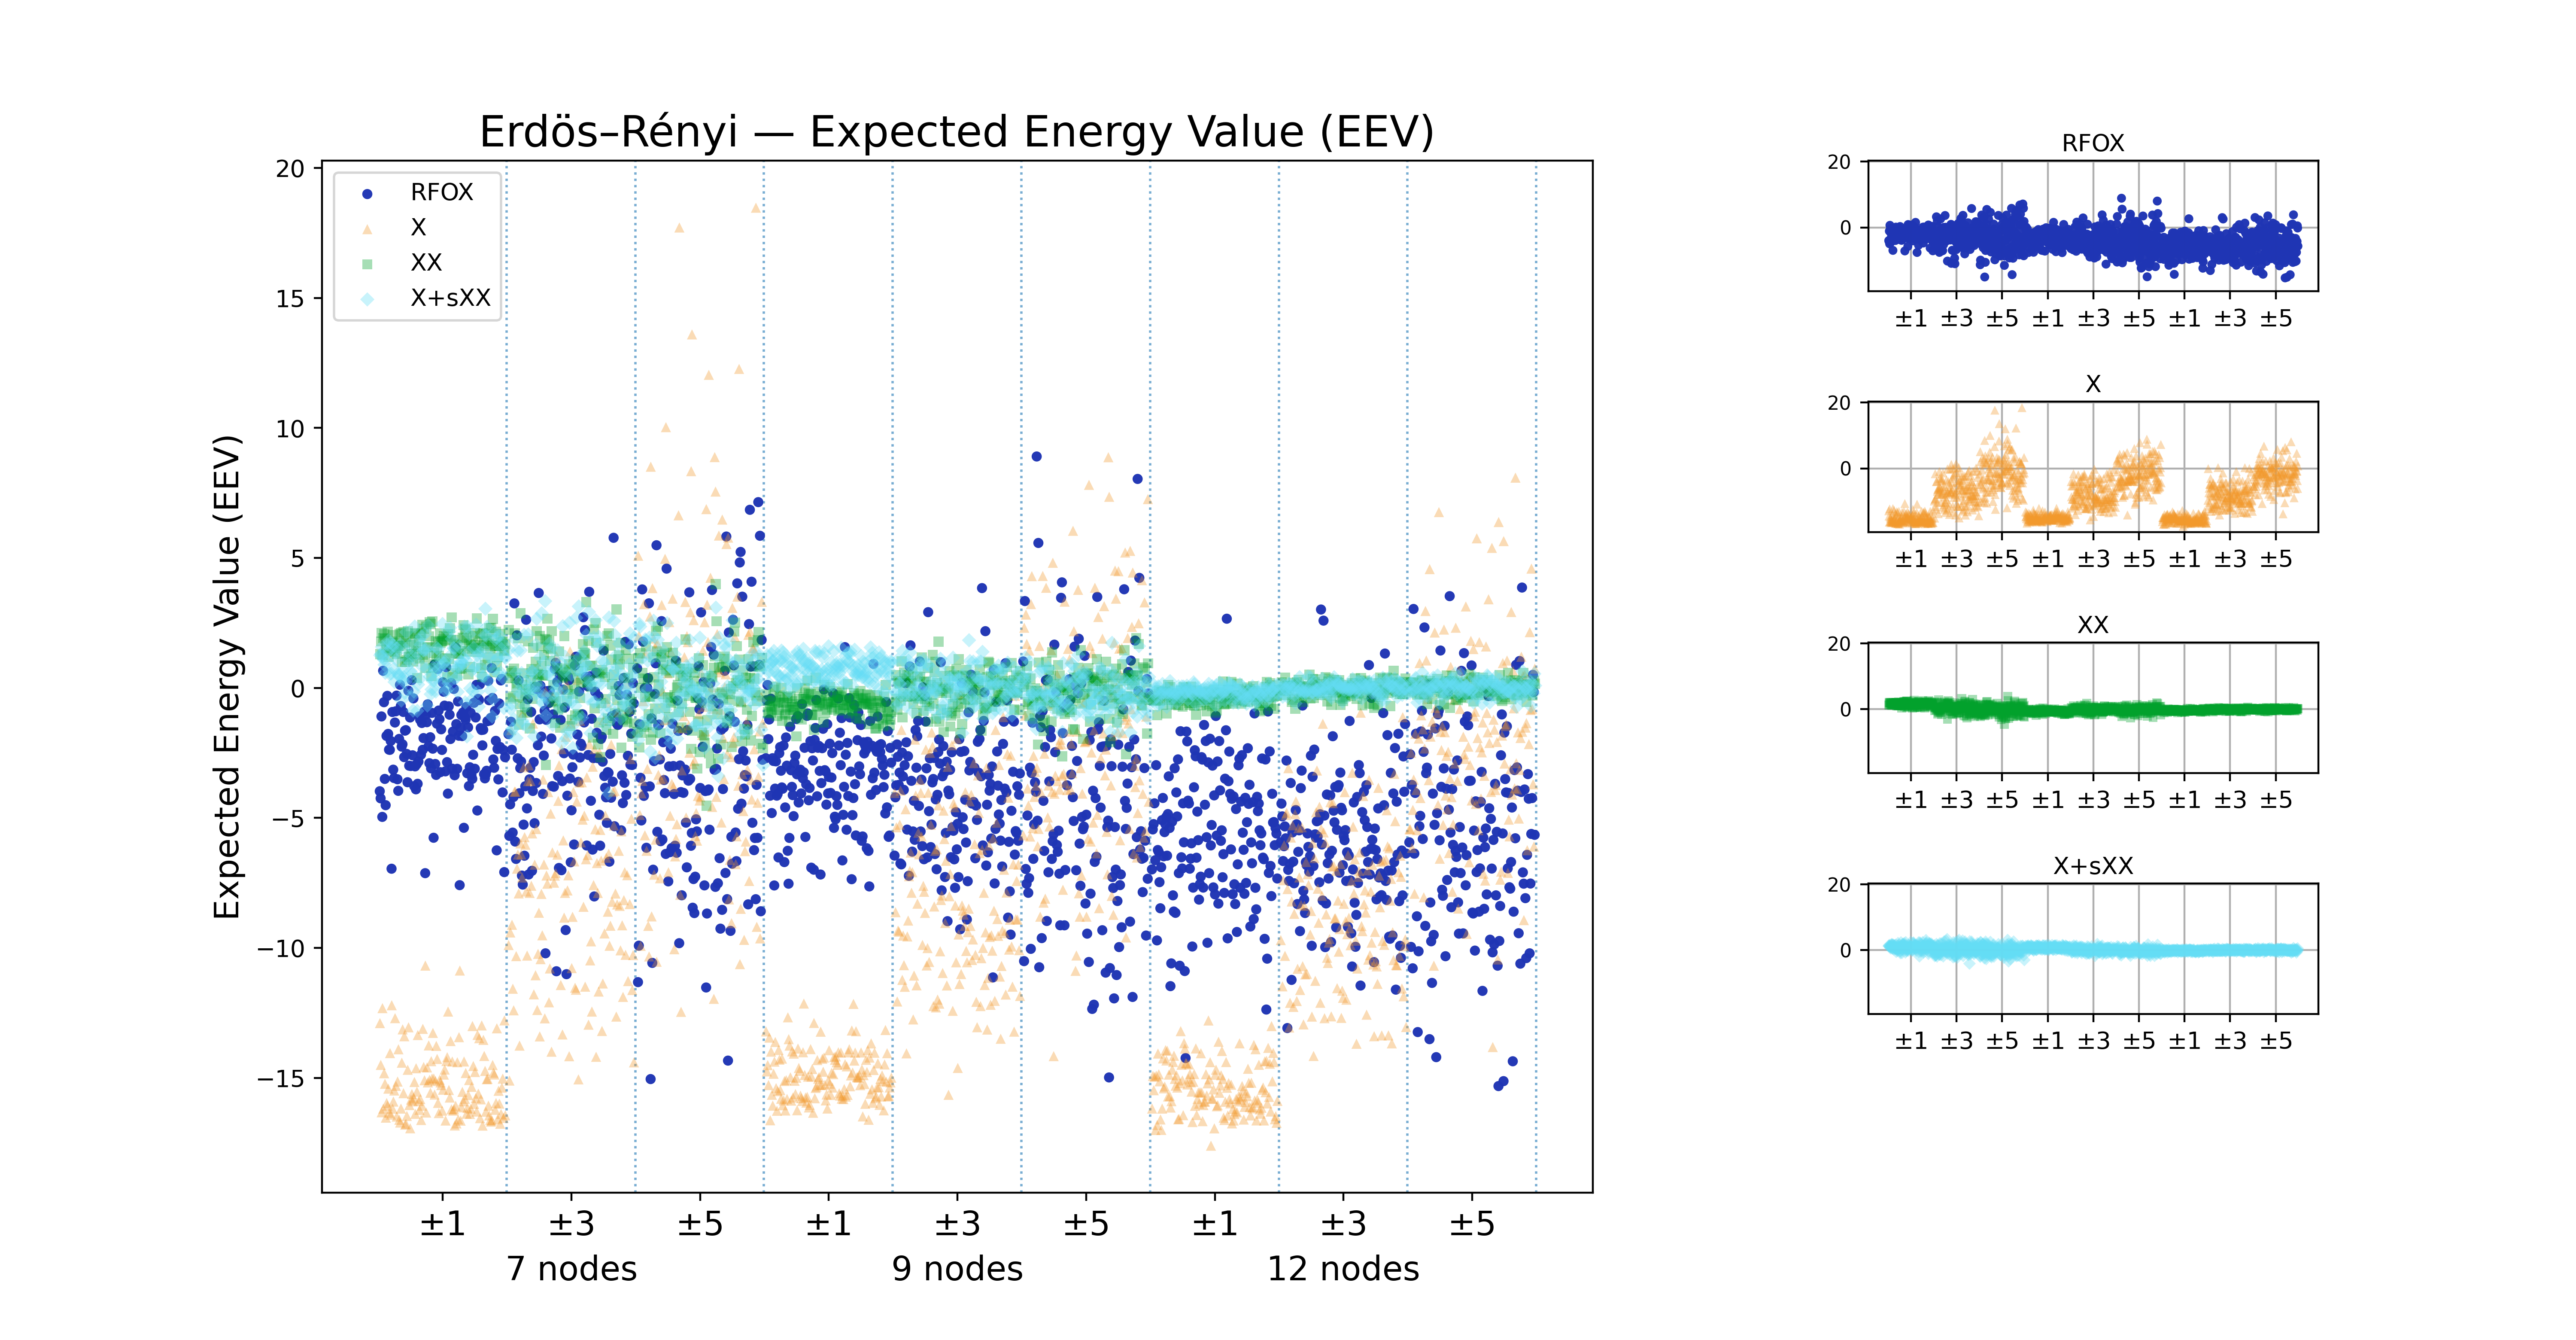 Erdös–Rényi — Expected Energy Value (EEV)
Expected Energy Value (EEV)
20
15
10
5
0
−5
−10
−15
RFOX
X
XX
X+sXX
±1 ±3 ±5 ±1 ±3 ±5 ±1 ±3 ±5
7 nodes 9 nodes 12 nodes
RFOX
20
0
±1 ±3 ±5 ±1 ±3 ±5 ±1 ±3 ±5
X
20
0
±1 ±3 ±5 ±1 ±3 ±5 ±1 ±3 ±5
XX
20
0
±1 ±3 ±5 ±1 ±3 ±5 ±1 ±3 ±5
X+sXX
20
0
±1 ±3 ±5 ±1 ±3 ±5 ±1 ±3 ±5